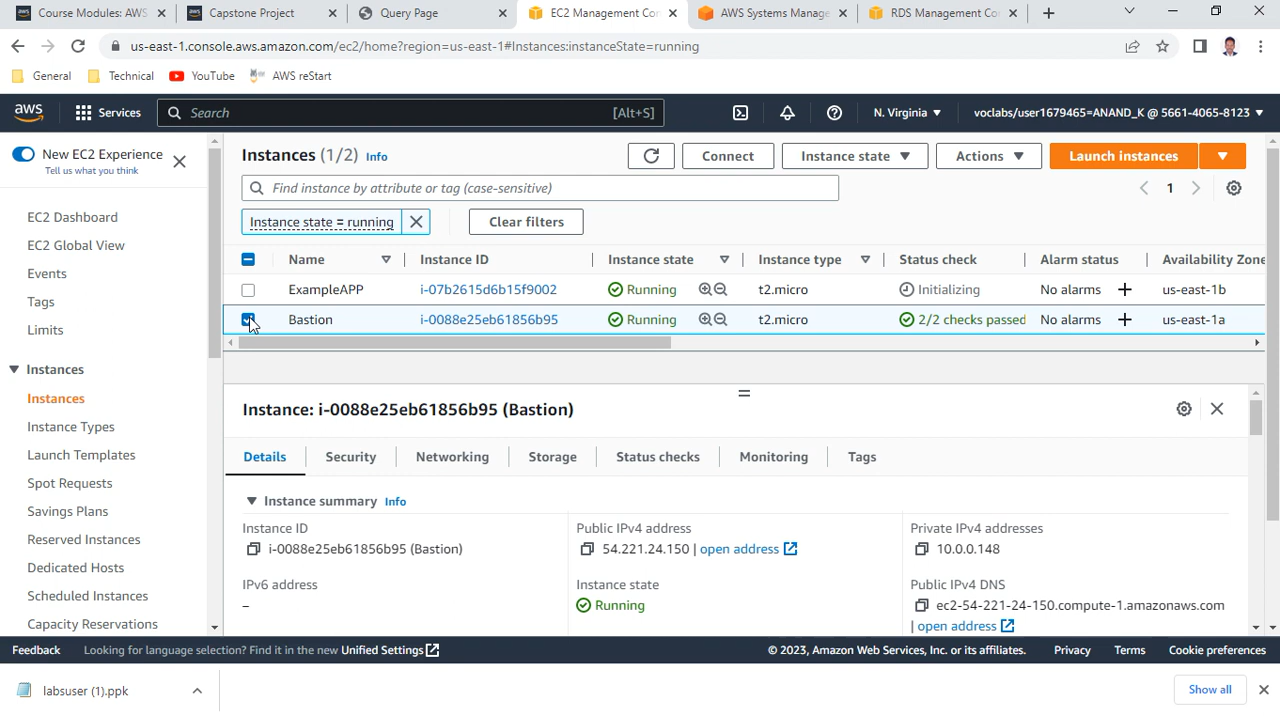 Course Modules: AWS
Capstone Project
Query Page
EC2 Management Co
AWS Systems Manage
RDS Management Co
us-east-1.console.aws.amazon.com/ec2/home?region=us-east-1#Instances:instanceState=running
General
Technical
YouTube
AWS reStart
aws
Services
Search
[Alt+S]
N. Virginia
voclabs/user1679465=ANAND_K @ 5661-4065-8123
New EC2 Experience
Tell us what you think
EC2 Dashboard
EC2 Global View
Events
Tags
Limits
Instances
Instances
Instance Types
Launch Templates
Spot Requests
Savings Plans
Reserved Instances
Dedicated Hosts
Scheduled Instances
Capacity Reservations
Instances (1/2) Info
Connect
Instance state
Actions
Launch instances
Find instance by attribute or tag (case-sensitive)
1
Instance state = running
Clear filters
Name Instance ID Instance state Instance type Status check Alarm status Availability Zone
ExampleAPP i-07b2615d6b15f9002 Running t2.micro Initializing No alarms us-east-1b
Bastion i-0088e25eb61856b95 Running t2.micro 2/2 checks passed No alarms us-east-1a
Instance: i-0088e25eb61856b95 (Bastion)
Details Security Networking Storage Status checks Monitoring Tags
Instance summary Info
Instance ID
i-0088e25eb61856b95 (Bastion)
Public IPv4 address
54.221.24.150 | open address
Private IPv4 addresses
10.0.0.148
IPv6 address
–
Instance state
Running
Public IPv4 DNS
ec2-54-221-24-150.compute-1.amazonaws.com
| open address
Feedback
Looking for language selection? Find it in the new Unified Settings
© 2023, Amazon Web Services, Inc. or its affiliates.
Privacy
Terms
Cookie preferences
labsuser (1).ppk
Show all